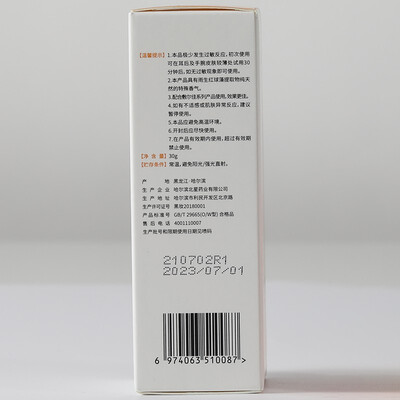 【温馨提示】
1.本品极少发生过敏反应，初次使用
可在耳后及手腕皮肤较薄处试用30
分钟后，如无过敏现象即可使用。
2.本产品具有雨生红球藻提取物纯天
然的特殊香气。
3.配合敷尔佳系列产品使用，效果更佳。
4.如有不适感或肌肤异常反应，建议
暂停使用。
5.本品应避免高温环境。
6.开封后应尽快使用。
7.产品在有效期内使用，超过有效期
禁止使用。
【净含量】 30g
【贮存条件】 常温，避免阳光/强光直射。
产地 黑龙江·哈尔滨
生产企业 哈尔滨北星药业有限公司
生产地址 哈尔滨市利民开发区北京路
生产许可证号 黑妆20180001
产品标准号 GB/T 29665(O/W型) 合格品
售后电话 4001110007
生产批号和限期使用日期见喷码
210702R1
2023/07/01
6 974063 510087 >